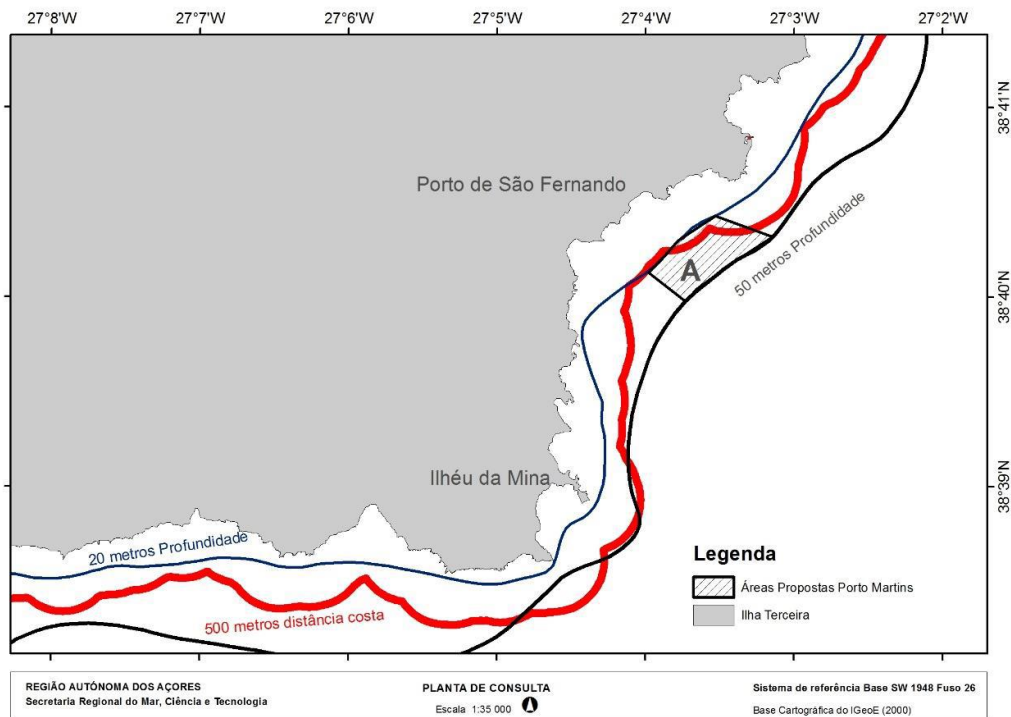 27°8'W 27°7'W 27°6'W 27°5'W 27°4'W 27°3'W 27°2'W
38°41'N
Porto de São Fernando
50 metros Profundidade
A
38°40'N
Ilhéu da Mina
38°39'N
20 metros Profundidade
500 metros distância costa
Legenda
Áreas Propostas Porto Martins
Ilha Terceira
REGIÃO AUTÓNOMA DOS AÇORES
Secretaria Regional do Mar, Ciência e Tecnologia
PLANTA DE CONSULTA
Escala 1:35 000
Sistema de referência Base SW 1948 Fuso 26
Base Cartográfica do IGeoE (2000)